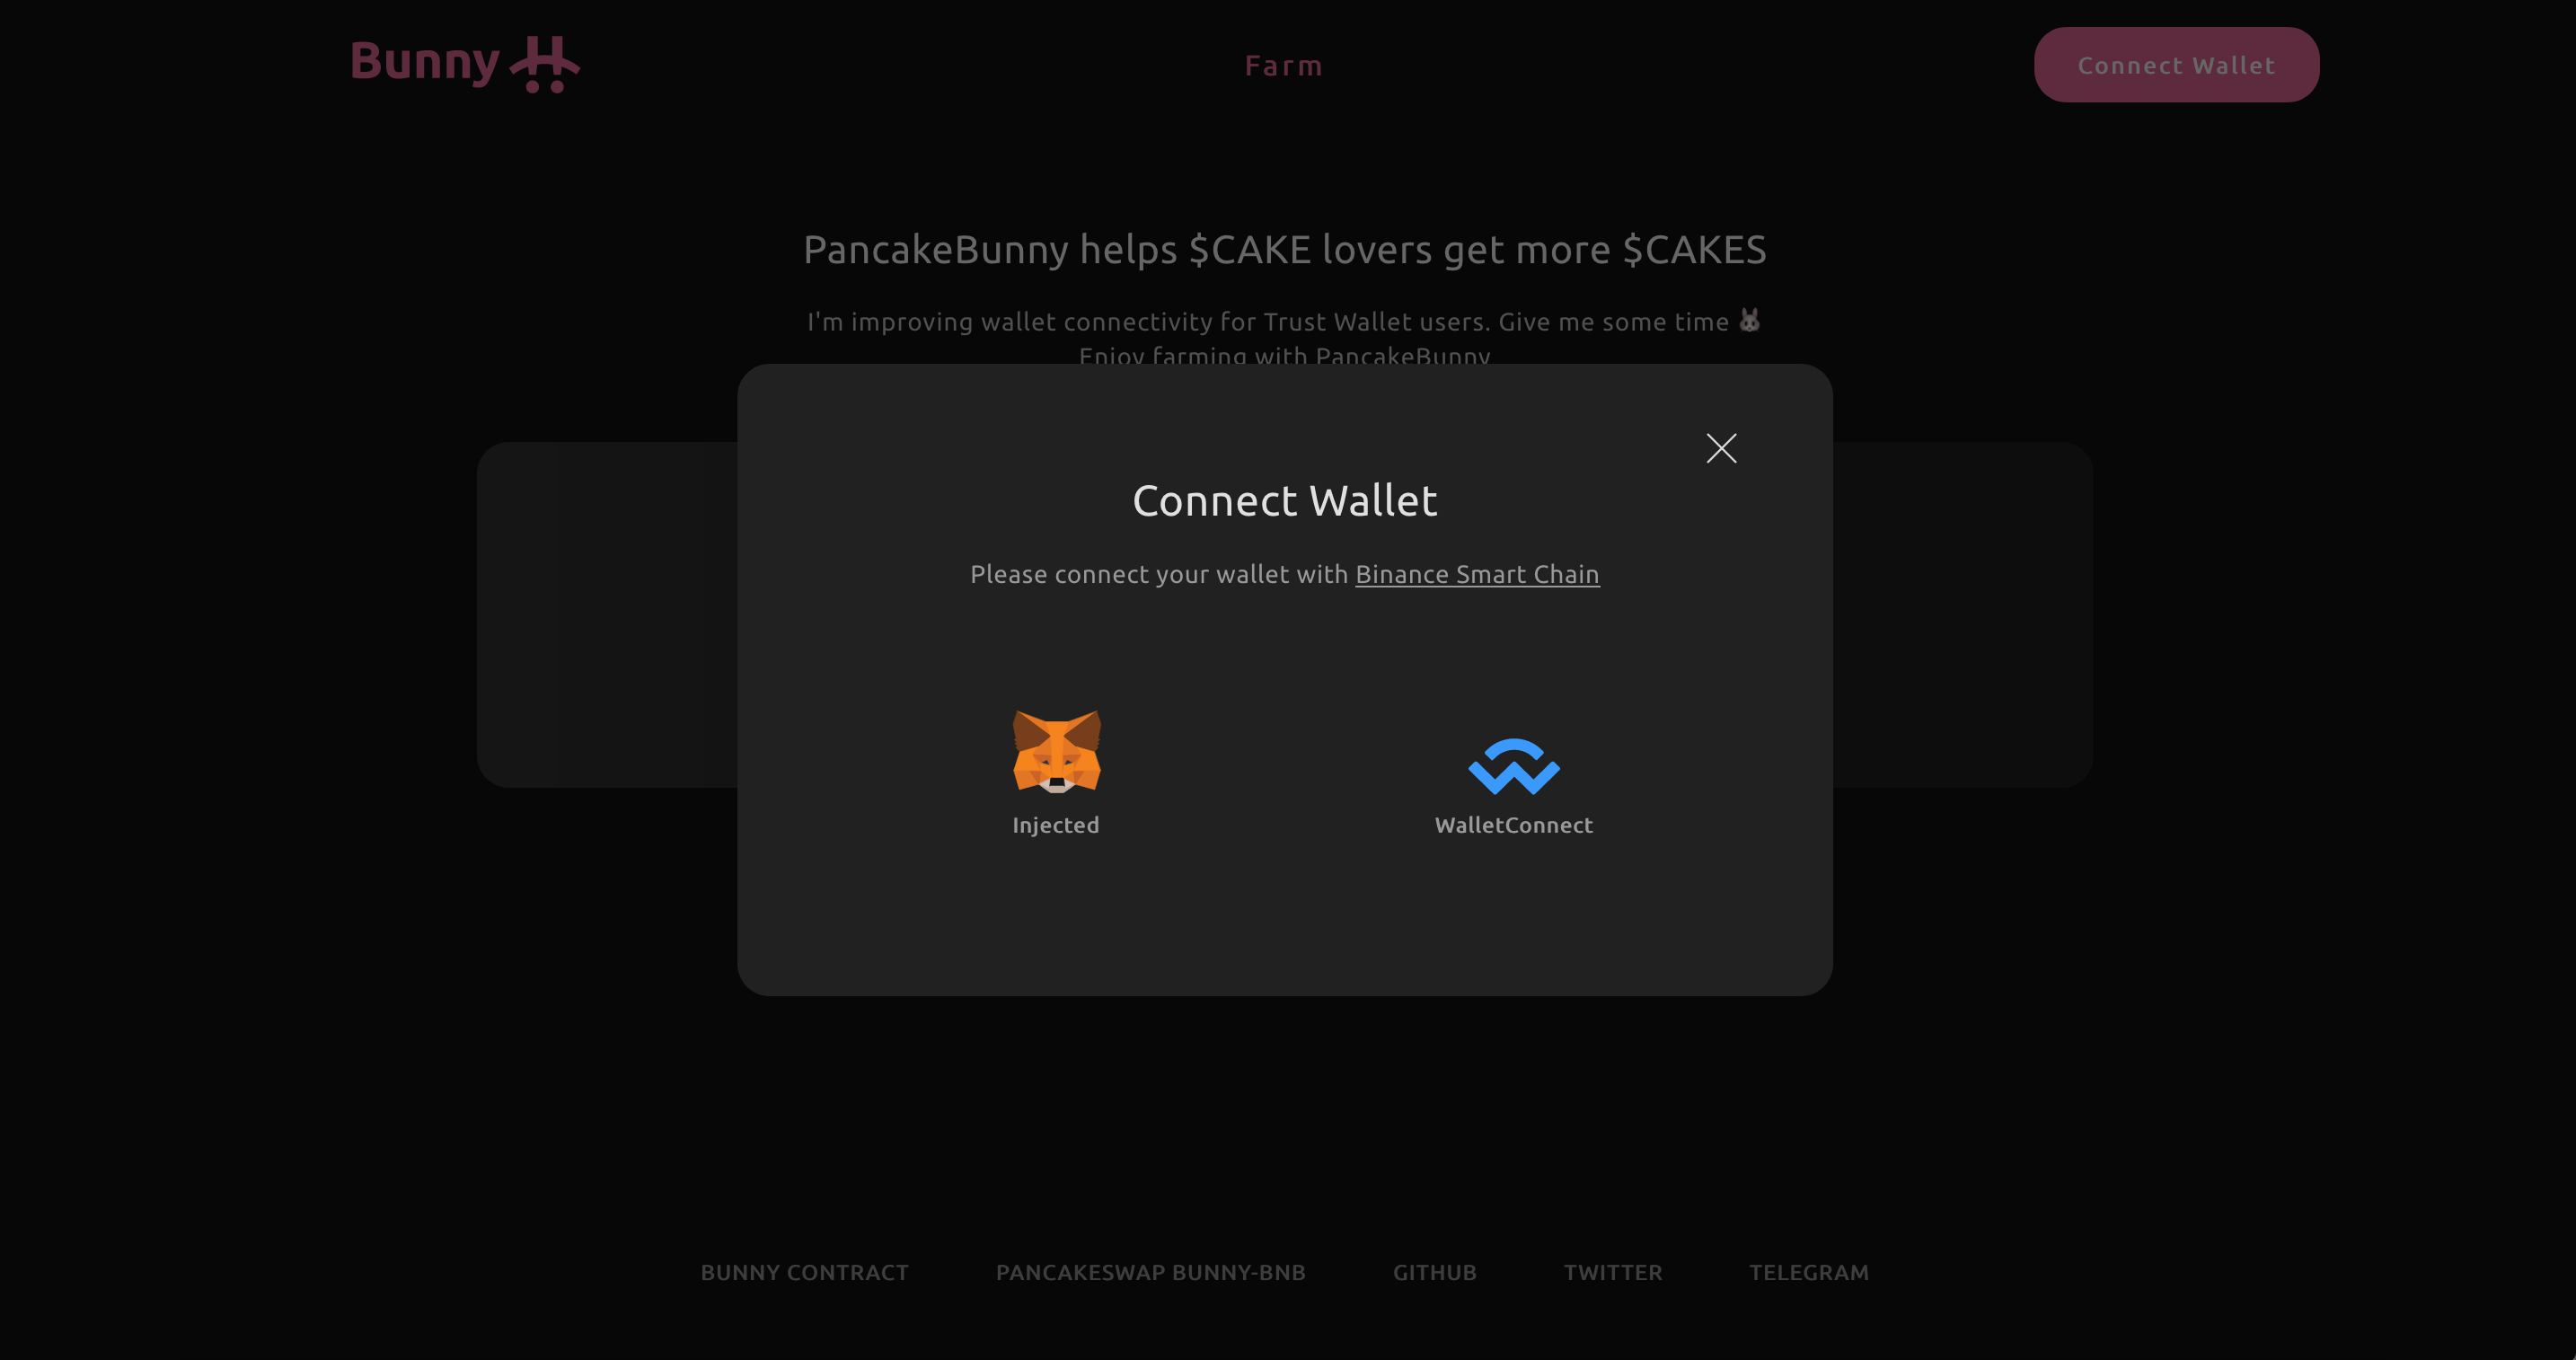 Bunny
Farm
Connect Wallet
PancakeBunny helps $CAKE lovers get more $CAKES
I'm improving wallet connectivity for Trust Wallet users. Give me some time 🐰
Enjoy farming with PancakeBunny
Connect Wallet
Please connect your wallet with Binance Smart Chain
Injected
WalletConnect
BUNNY CONTRACT
PANCAKESWAP BUNNY-BNB
GITHUB
TWITTER
TELEGRAM